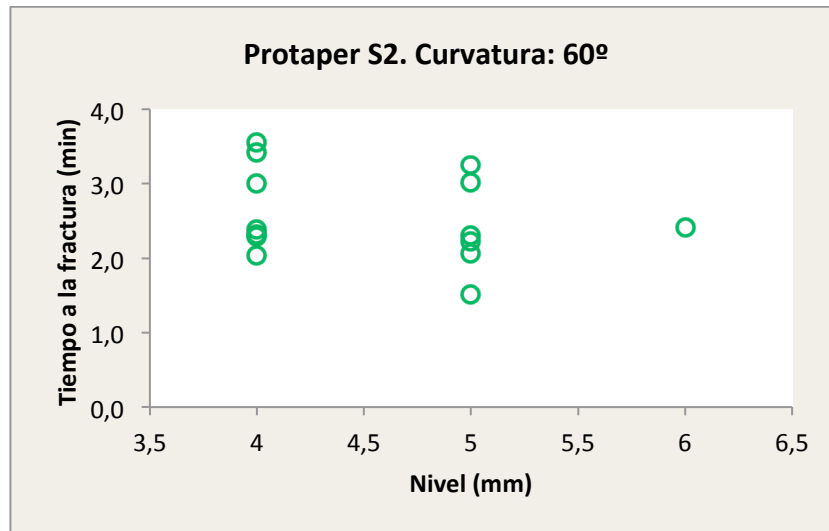 Protaper S2. Curvatura: 60º
Tiempo a la fractura (min)
4,0
3,0
2,0
1,0
0,0
3,5 4 4,5 5 5,5 6 6,5
Nivel (mm)